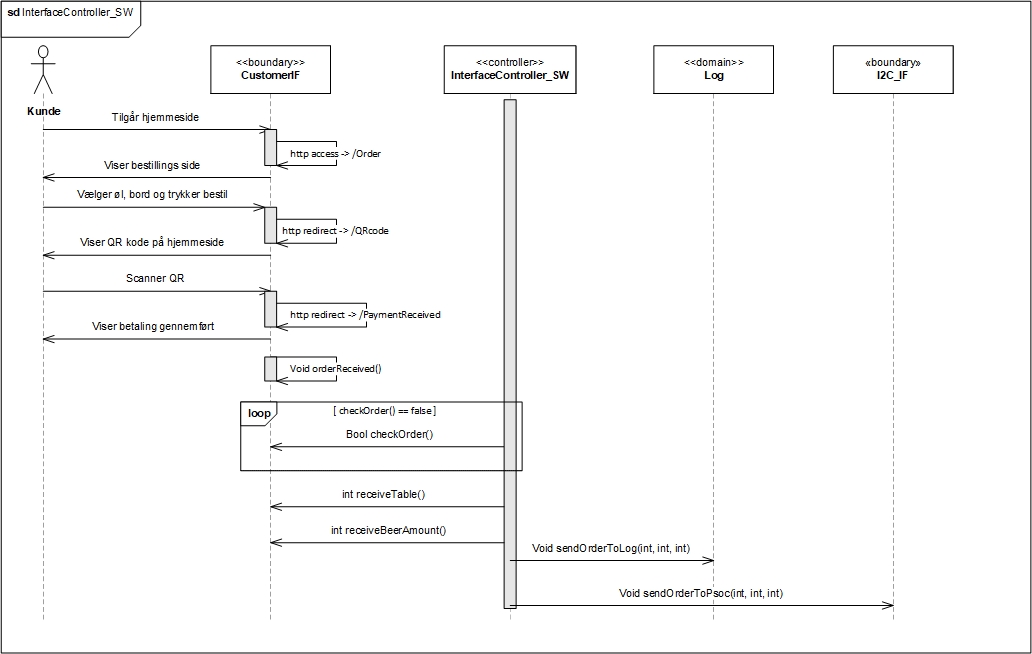 sd InterfaceController_SW
Kunde
<<boundary>>
CustomerIF
<<controller>>
InterfaceController_SW
<<domain>>
Log
«boundary»
I2C_IF
Tilgår hjemmeside
http access -> /Order
Viser bestillings side
Vælger øl, bord og trykker bestil
http redirect -> /QRcode
Viser QR kode på hjemmeside
Scanner QR
http redirect -> /PaymentReceived
Viser betaling gennemført
Void orderReceived()
loop
[ checkOrder() == false ]
Bool checkOrder()
int receiveTable()
int receiveBeerAmount()
Void sendOrderToLog(int, int, int)
Void sendOrderToPsoc(int, int, int)